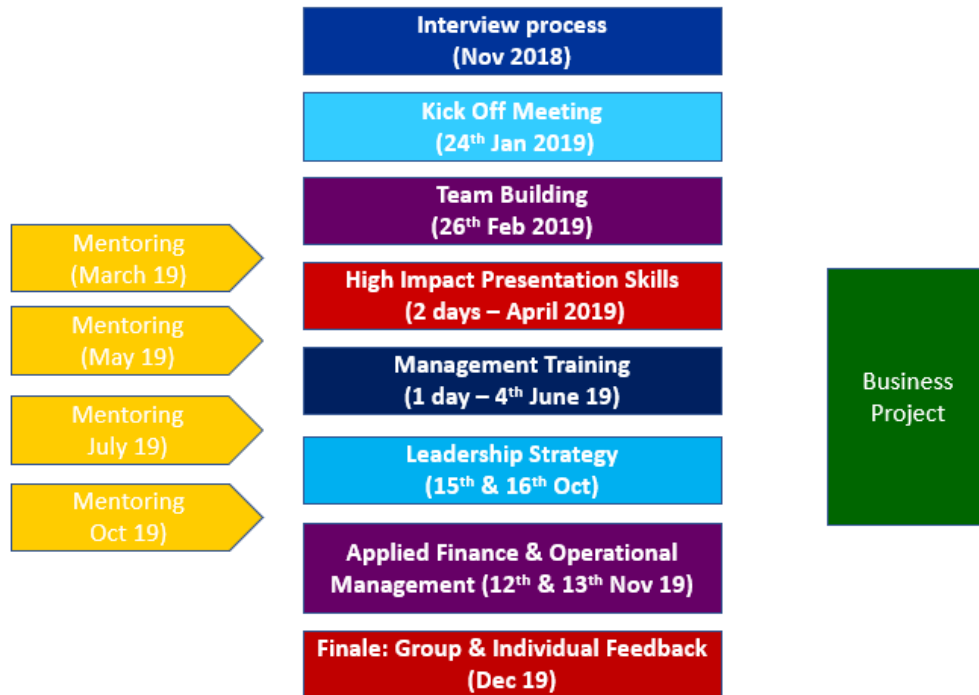 Interview process
(Nov 2018)
Kick Off Meeting
(24th Jan 2019)
Team Building
(26th Feb 2019)
Mentoring
(March 19)
High Impact Presentation Skills
(2 days – April 2019)
Mentoring
(May 19)
Management Training
(1 day – 4th June 19)
Business
Project
Mentoring
July 19)
Leadership Strategy
(15th & 16th Oct)
Mentoring
Oct 19)
Applied Finance & Operational
Management (12th & 13th Nov 19)
Finale: Group & Individual Feedback
(Dec 19)